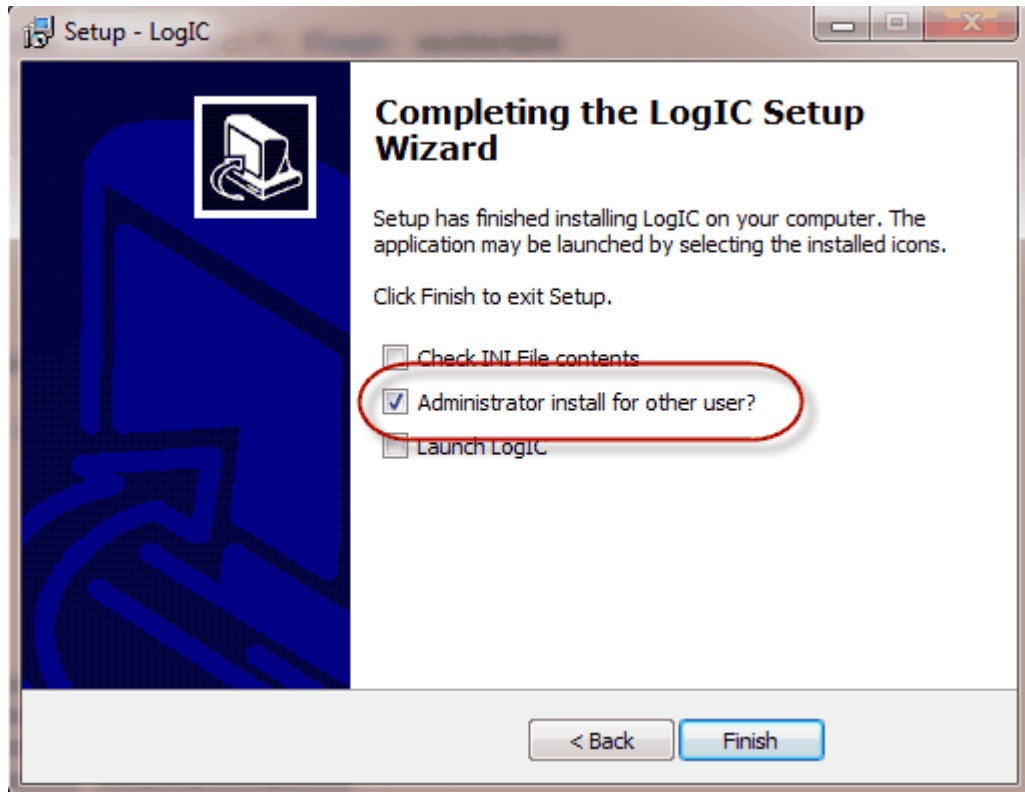 Setup - LogIC
Completing the LogIC Setup
Wizard
Setup has finished installing LogIC on your computer. The
application may be launched by selecting the installed icons.
Click Finish to exit Setup.
Check INI File contents
Administrator install for other user?
Launch LogIC
< Back
Finish